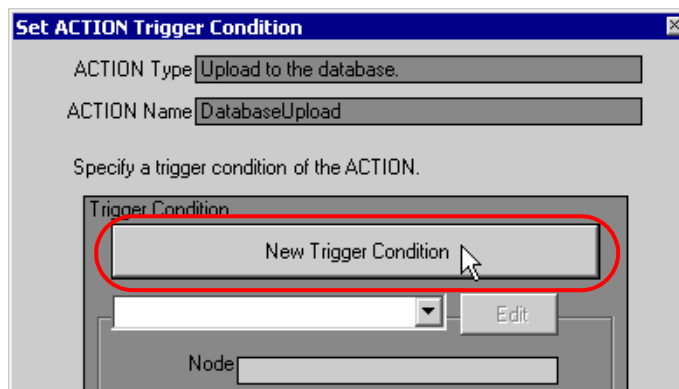 Set ACTION Trigger Condition
ACTION Type Upload to the database.
ACTION Name DatabaseUpload
Specify a trigger condition of the ACTION.
Trigger Condition
New Trigger Condition
Edit
Node